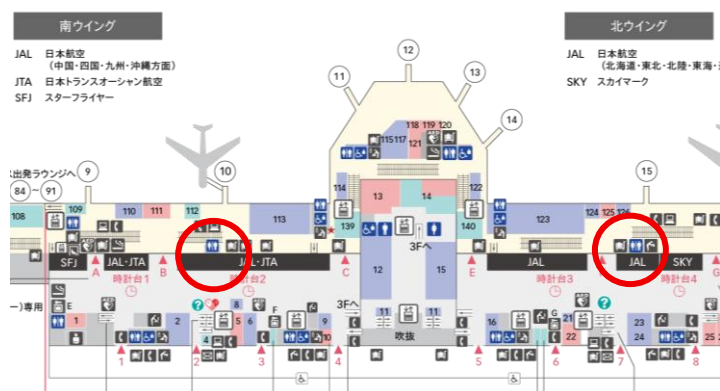 南ウイング
JAL 日本航空
（中国・四国・九州・沖縄方面）
JTA 日本トランスオーシャン航空
SFJ スターフライヤー
北ウイング
JAL 日本航空
（北海道・東北・北陸・東海・
SKY スカイマーク
12
11
13
14
出発ラウンジへ
9
10
15
84～91
118 119 120
115 117
121
114
122
13
14
108
109
110
111
112
113
139
140
123
124 125 126
3Fへ
SFJ
JAL・JTA
JAL・JTA
JAL
JAL
SKY
A
B
C
E
F
G
時計台1
時計台2
時計台3
時計台4
12
15
ー)専用
E
1
2
4
5
6
8
F
9
10
3Fへ
11
11
吹抜
16
G
21
22
23
24
25
1
2
3
4
5
6
7
8